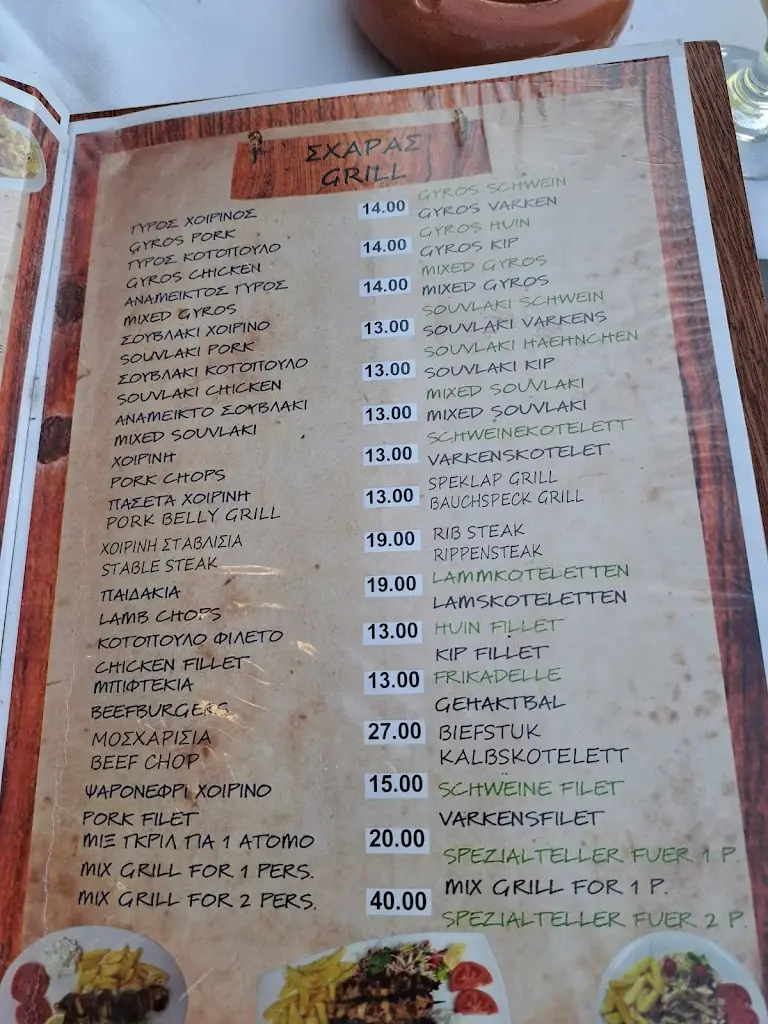 ΣΧΑΡΑΣ
GRILL
ΓΥΡΟΣ ΧΟΙΡΙΝΟΣ
GYROS PORK
14.00
GYROS SCHWEIN
GYROS VARKEN
ΓΥΡΟΣ ΚΟΤΟΠΟΥΛΟ
GYROS CHICKEN
14.00
GYROS HUIN
GYROS KIP
ΑΝΑΜΕΙΚΤΟΣ ΓΥΡΟΣ
MIXED GYROS
14.00
MIXED GYROS
MIXED GYROS
ΣΟΥΒΛΑΚΙ ΧΟΙΡΙΝΟ
SOUVLAKI PORK
13.00
SOUVLAKI SCHWEIN
SOUVLAKI VARKENS
ΣΟΥΒΛΑΚΙ ΚΟΤΟΠΟΥΛΟ
SOUVLAKI CHICKEN
13.00
SOUVLAKI HAEHNCHEN
SOUVLAKI KIP
ΑΝΑΜΕΙΚΤΟ ΣΟΥΒΛΑΚΙ
MIXED SOUVLAKI
13.00
MIXED SOUVLAKI
MIXED SOUVLAKI
ΧΟΙΡΙΝΗ
PORK CHOPS
13.00
SCHWEINEKOTELETT
VARKENSKOTELET
ΠΑΣΕΤΑ ΧΟΙΡΙΝΗ
PORK BELLY GRILL
13.00
SPEKLAP GRILL
BAUCHSPECK GRILL
ΧΟΙΡΙΝΗ ΣΤΑΒΛΙΣΙΑ
STABLE STEAK
19.00
RIB STEAK
RIPPENSTEAK
ΠΑΙΔΑΚΙΑ
LAMB CHOPS
19.00
LAMMKOTELETTEN
LAMSKOTELETTEN
ΚΟΤΟΠΟΥΛΟ ΦΙΛΕΤΟ
CHICKEN FILLET
13.00
HUIN FILLET
KIP FILLET
ΜΠΙΦΤΕΚΙΑ
BEEFBURGERS
13.00
FRIKADELLE
GEHAKTBAL
ΜΟΣΧΑΡΙΣΙΑ
BEEF CHOP
27.00
BIEFSTUK
KALBSKOTELETT
ΨΑΡΟΝΕΦΡΙ ΧΟΙΡΙΝΟ
PORK FILET
15.00
SCHWEINE FILET
VARKENSFILET
ΜΙΞ ΓΚΡΙΛ ΓΙΑ 1 ΑΤΟΜΟ
MIX GRILL FOR 1 PERS.
20.00
SPEZIALTELLER FUER 1 P.
MIX GRILL FOR 1 P.
MIX GRILL FOR 2 PERS.
40.00
SPEZIALTELLER FUER 2 P.